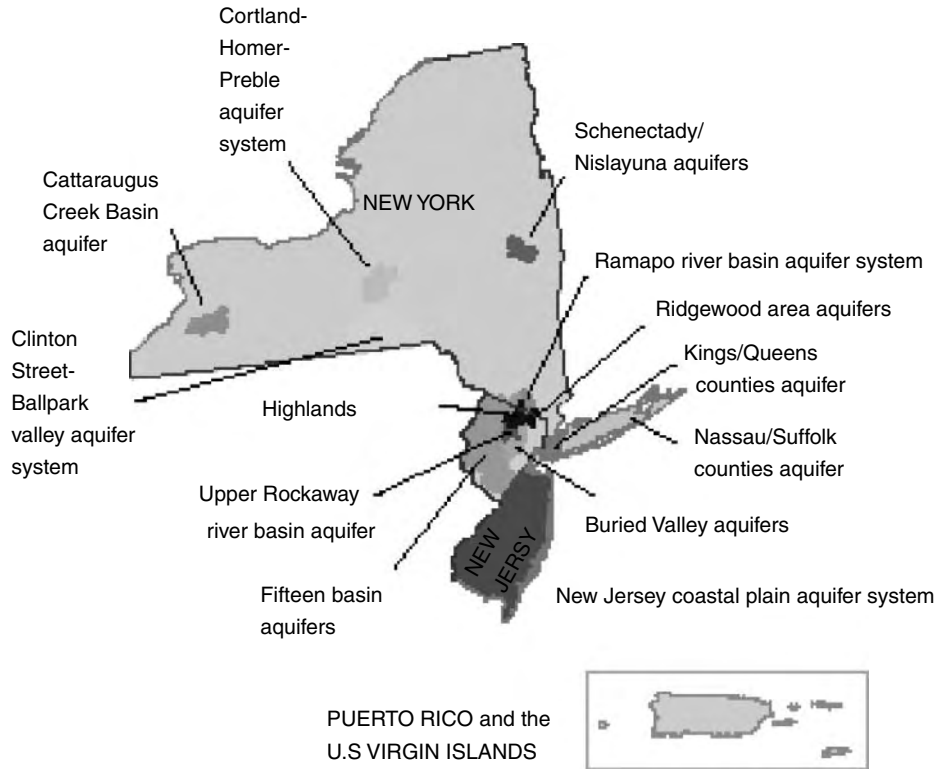 Cortland-
Homer-
Preble
aquifer
system
Schenectady/
Nislayuna aquifers
Cattaraugus
Creek Basin
aquifer
NEW YORK
Ramapo river basin aquifer system
Ridgewood area aquifers
Clinton
Street-
Ballpark
valley aquifer
system
Kings/Queens
counties aquifer
Highlands
Nassau/Suffolk
counties aquifer
Upper Rockaway
river basin aquifer
Buried Valley aquifers
NEW
JERSY
Fifteen basin
aquifers
New Jersey coastal plain aquifer system
PUERTO RICO and the
U.S VIRGIN ISLANDS